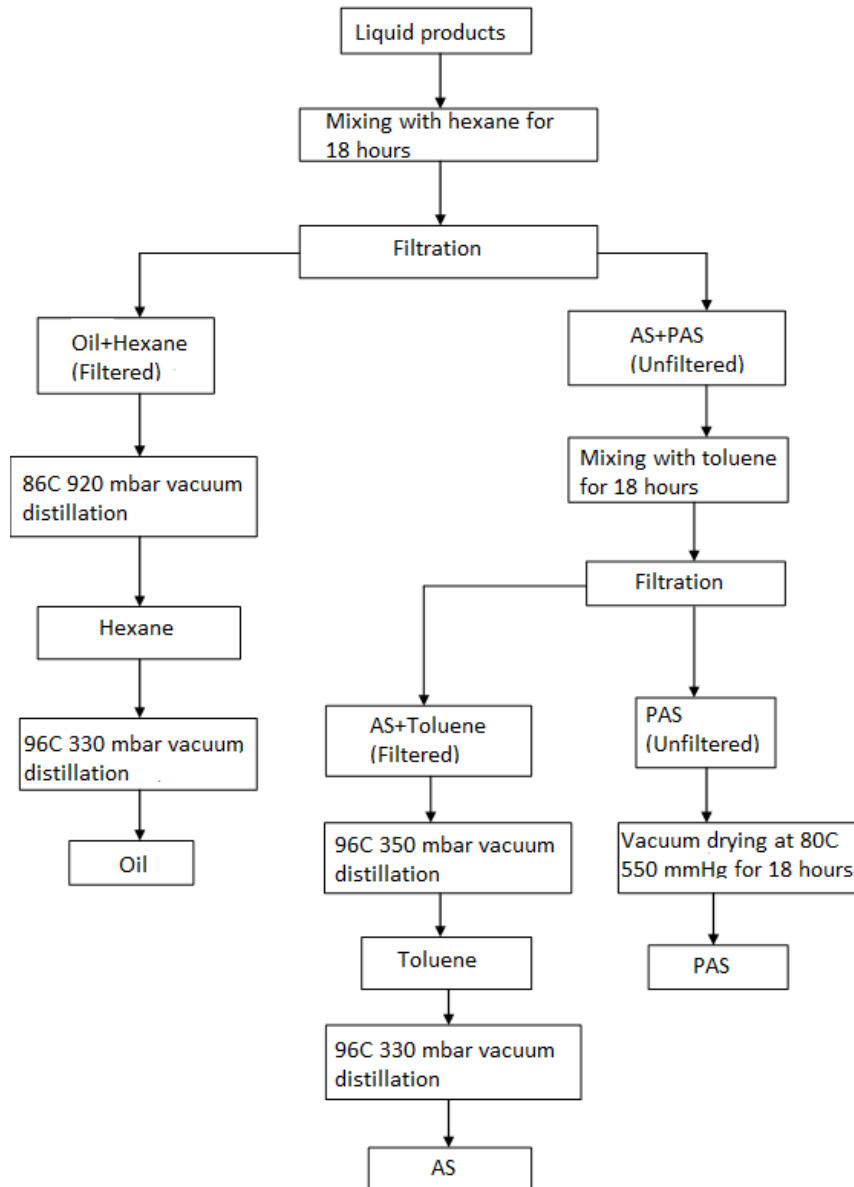 Liquid products
Mixing with hexane for
18 hours
Filtration
Oil+Hexane
(Filtered)
AS+PAS
(Unfiltered)
86C 920 mbar vacuum
distillation
Mixing with toluene
for 18 hours
Hexane
Filtration
96C 330 mbar vacuum
distillation
AS+Toluene
(Filtered)
PAS
(Unfiltered)
Oil
96C 350 mbar vacuum
distillation
Vacuum drying at 80C
550 mmHg for 18 hours
Toluene
PAS
96C 330 mbar vacuum
distillation
AS